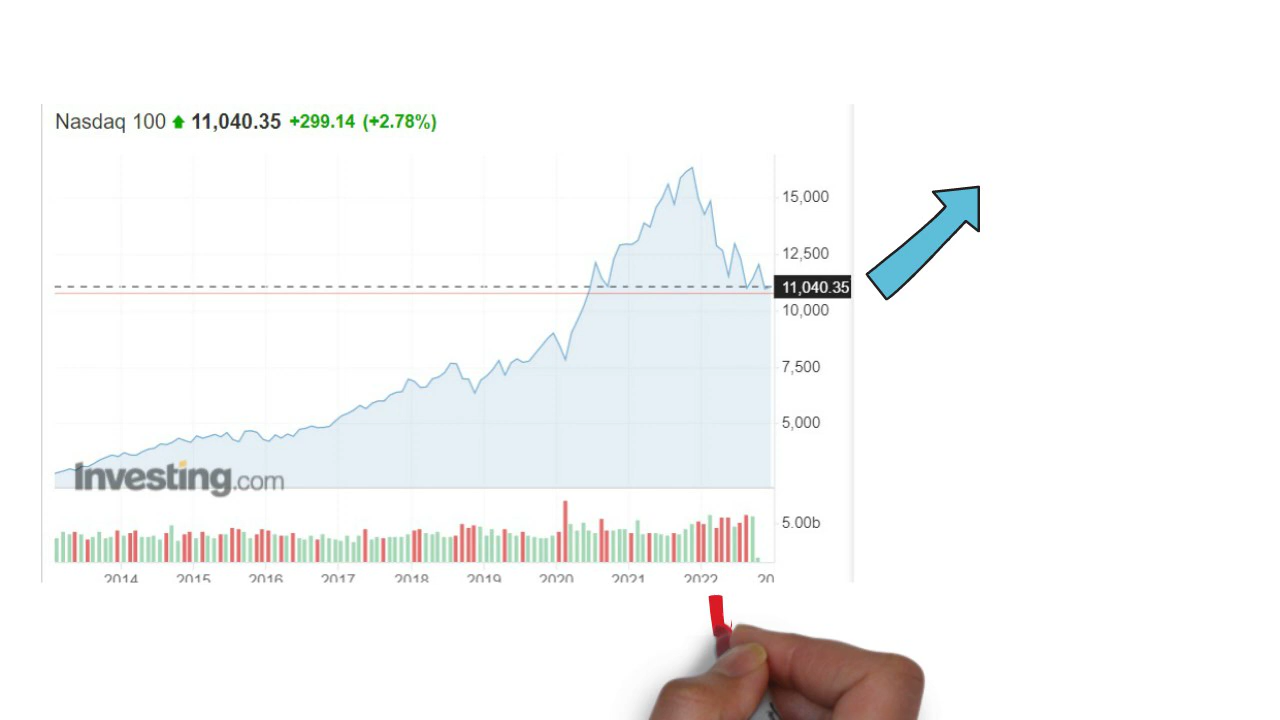 Nasdaq 100 11,040.35 +299.14 (+2.78%)
15,000
12,500
11,040.35
10,000
7,500
5,000
Investing.com
5.00b
2014 2015 2016 2017 2018 2019 2020 2021 2022 20